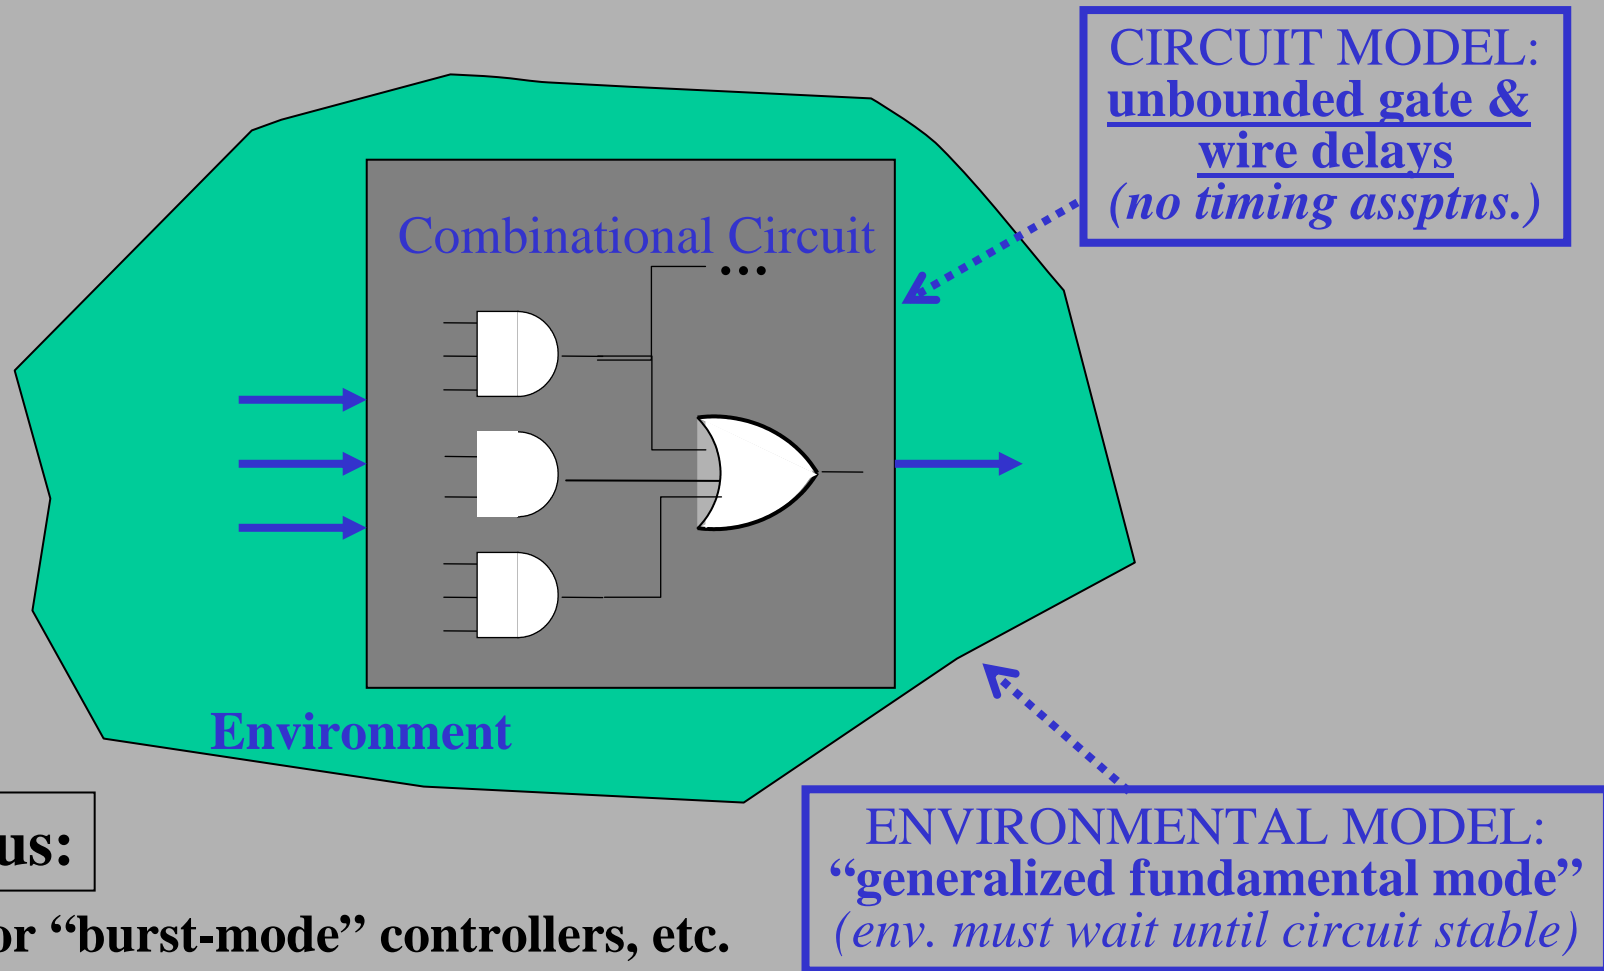 CIRCUIT MODEL:
unbounded gate &
wire delays
(no timing assptns.)
Combinational Circuit
...
Environment
us:
or “burst-mode” controllers, etc.
ENVIRONMENTAL MODEL:
“generalized fundamental mode”
(env. must wait until circuit stable)